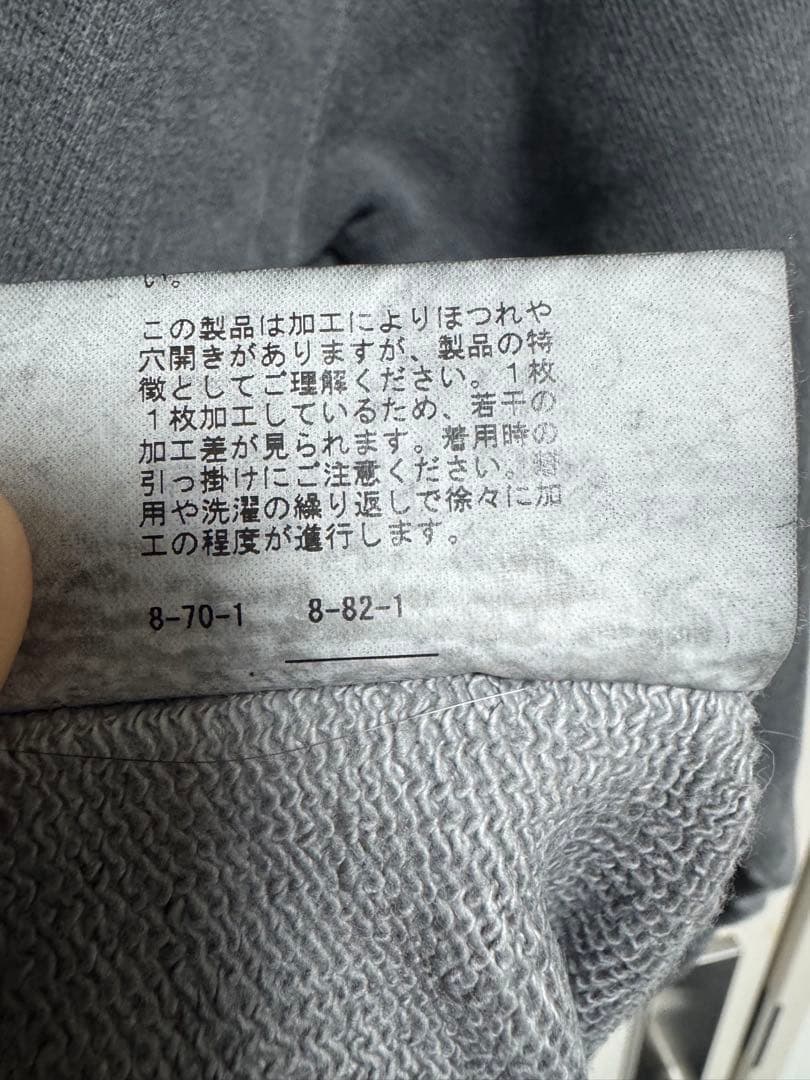 い。
この製品は加工によりほつれや
穴開きがありますが、製品の特
徴としてご理解ください。1枚
1枚加工しているため、若干の
加工差が見られます。着用時の
引っ掛けにご注意ください。着
用や洗濯の繰り返しで徐々に加
工の程度が進行します。
8-70-1 8-82-1